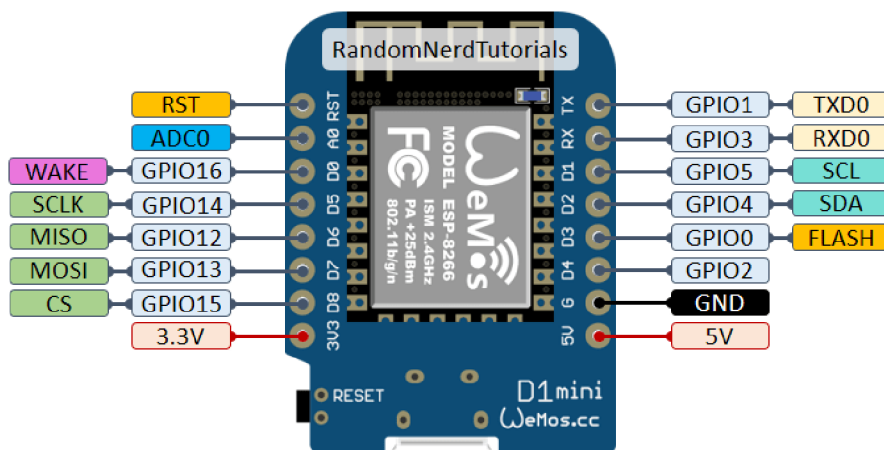 RandomNerdTutorials
RST RST TX GPIO1 TXD0
ADC0 A0 RX GPIO3 RXD0
WAKE GPIO16 D0 D1 GPIO5 SCL
SCLK GPIO14 D5 D2 GPIO4 SDA
MISO GPIO12 D6 D3 GPIO0 FLASH
MOSI GPIO13 D7 D4 GPIO2
CS GPIO15 D8 G GND
3.3V 3V3 5V 5V
WeMos
FC
MODEL ESP-8266
ISM 2.4GHz
PA +25dBm
802.11b/g/n
RESET
D1 mini
WeMos.cc